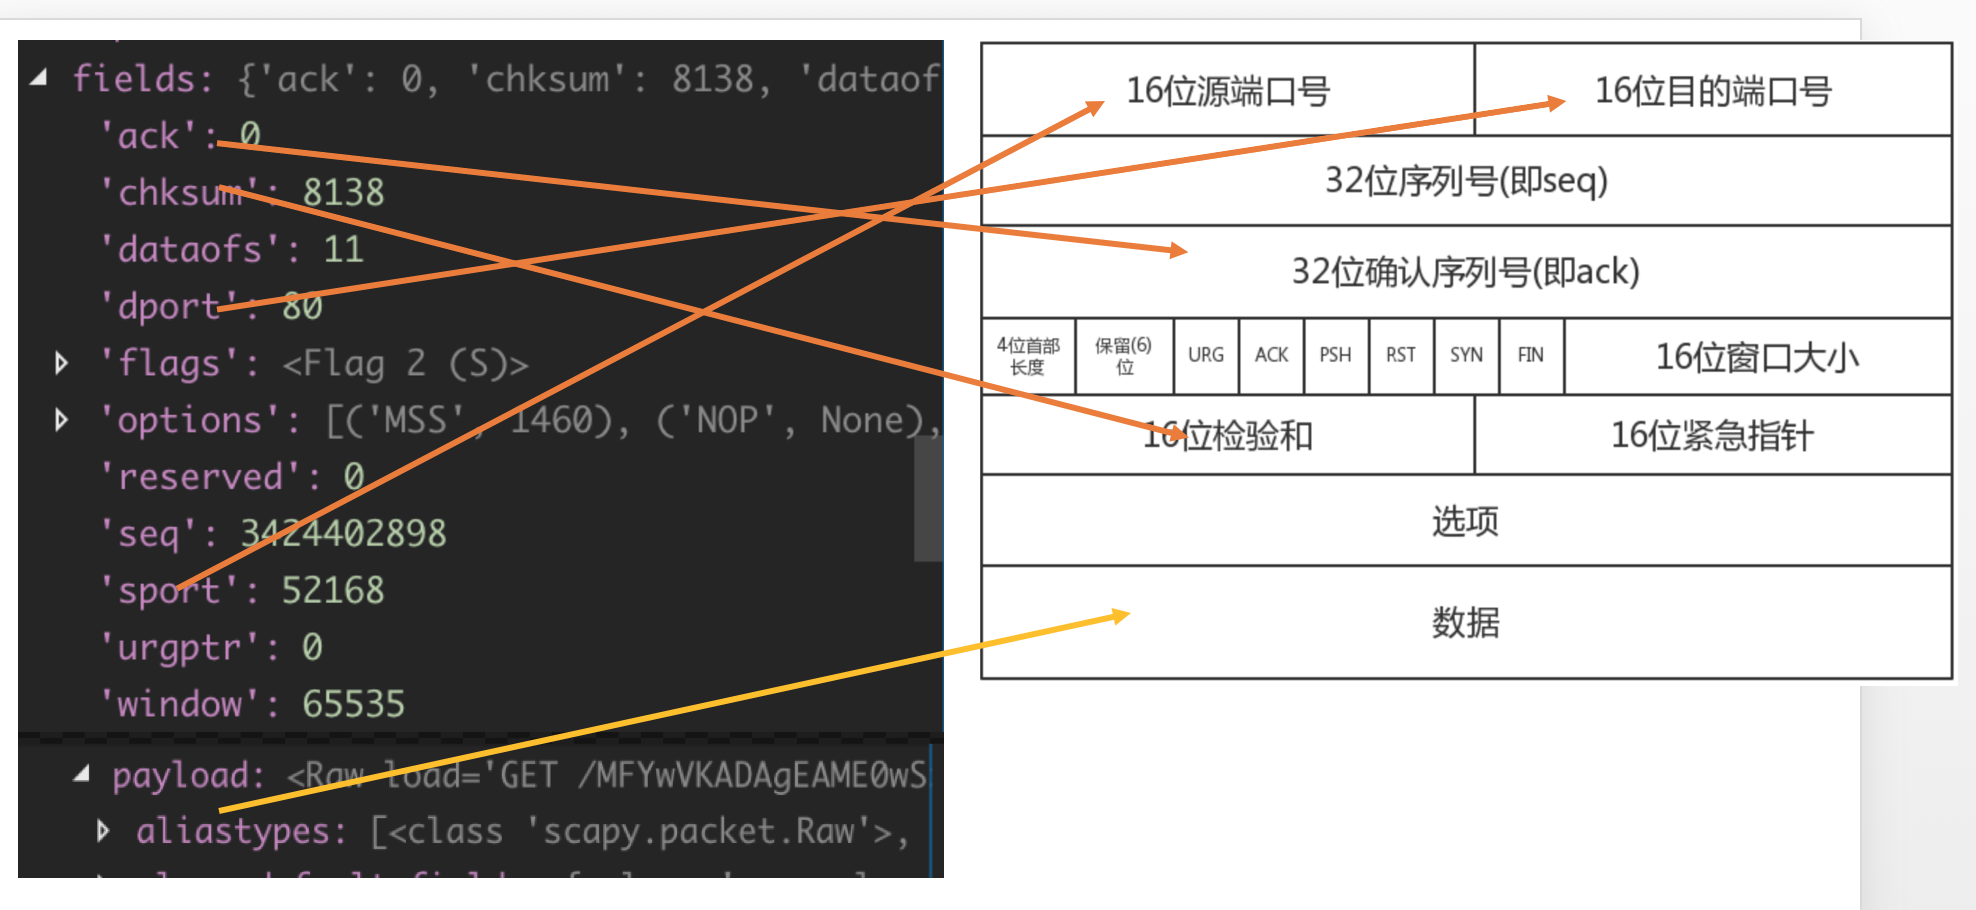 fields: {'ack': 0, 'chksum': 8138, 'dataof
'ack': 0
'chksum': 8138
'dataofs': 11
'dport': 80
'flags': <Flag 2 (S)>
'options': [('MSS', 1460), ('NOP', None),
'reserved': 0
'seq': 3424402898
'sport': 52168
'urgptr': 0
'window': 65535
payload: <Raw load='GET /MFYwVKADAgEAME0wS
aliastypes: [<class 'scapy.packet.Raw'>,
16位源端口号
16位目的端口号
32位序列号(即seq)
32位确认序列号(即ack)
4位首部
长度
保留(6)
位
URG
ACK
PSH
RST
SYN
FIN
16位窗口大小
16位检验和
16位紧急指针
选项
数据